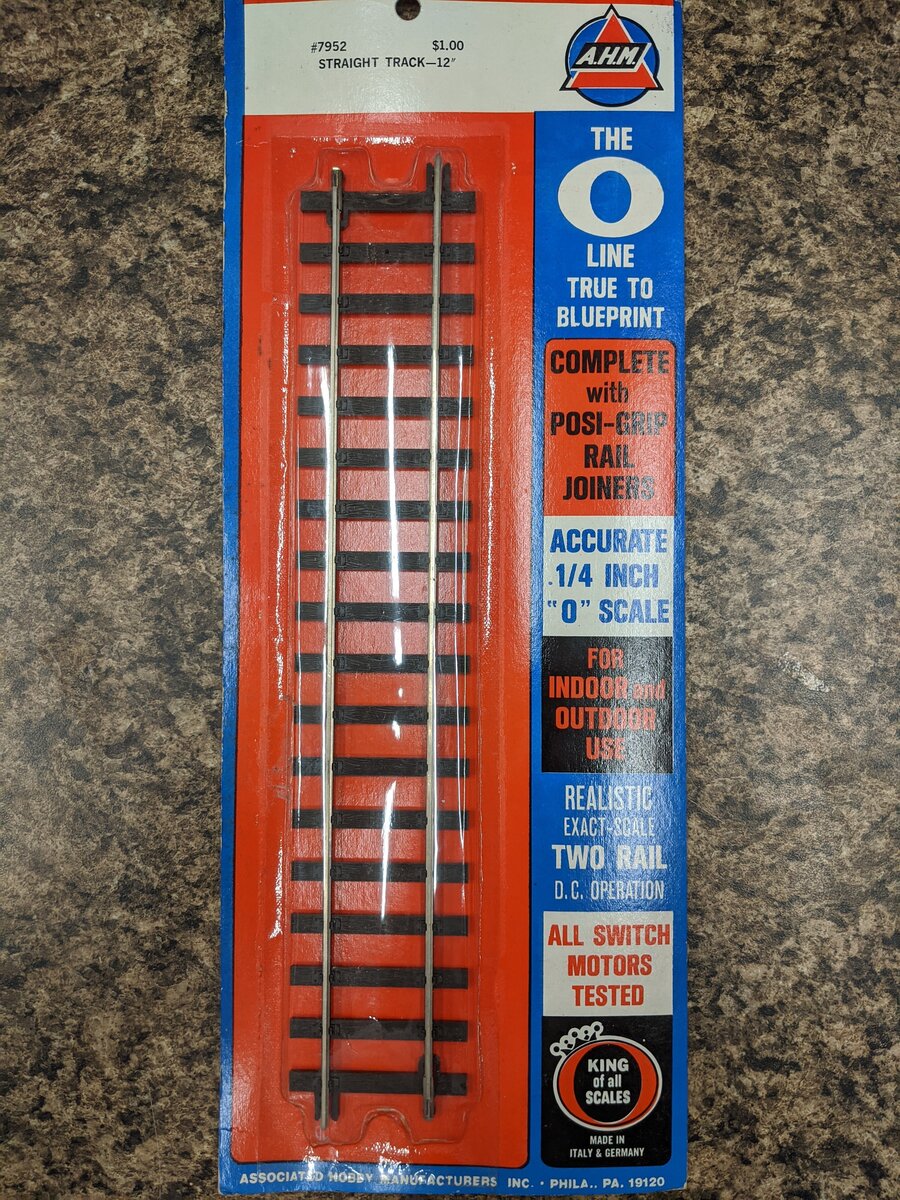 #7952 $1.00
STRAIGHT TRACK—12"
A.H.M.
THE
O
LINE
TRUE TO
BLUEPRINT
COMPLETE
with
POSI-GRIP
RAIL
JOINERS
ACCURATE
1/4 INCH
"O" SCALE
FOR
INDOOR and
OUTDOOR
USE
REALISTIC
EXACT-SCALE
TWO RAIL
D.C. OPERATION
ALL SWITCH
MOTORS
TESTED
KING
of all
SCALES
MADE IN
ITALY & GERMANY
ASSOCIATED HOBBY MANUFACTURERS INC. · PHILA., PA. 19120